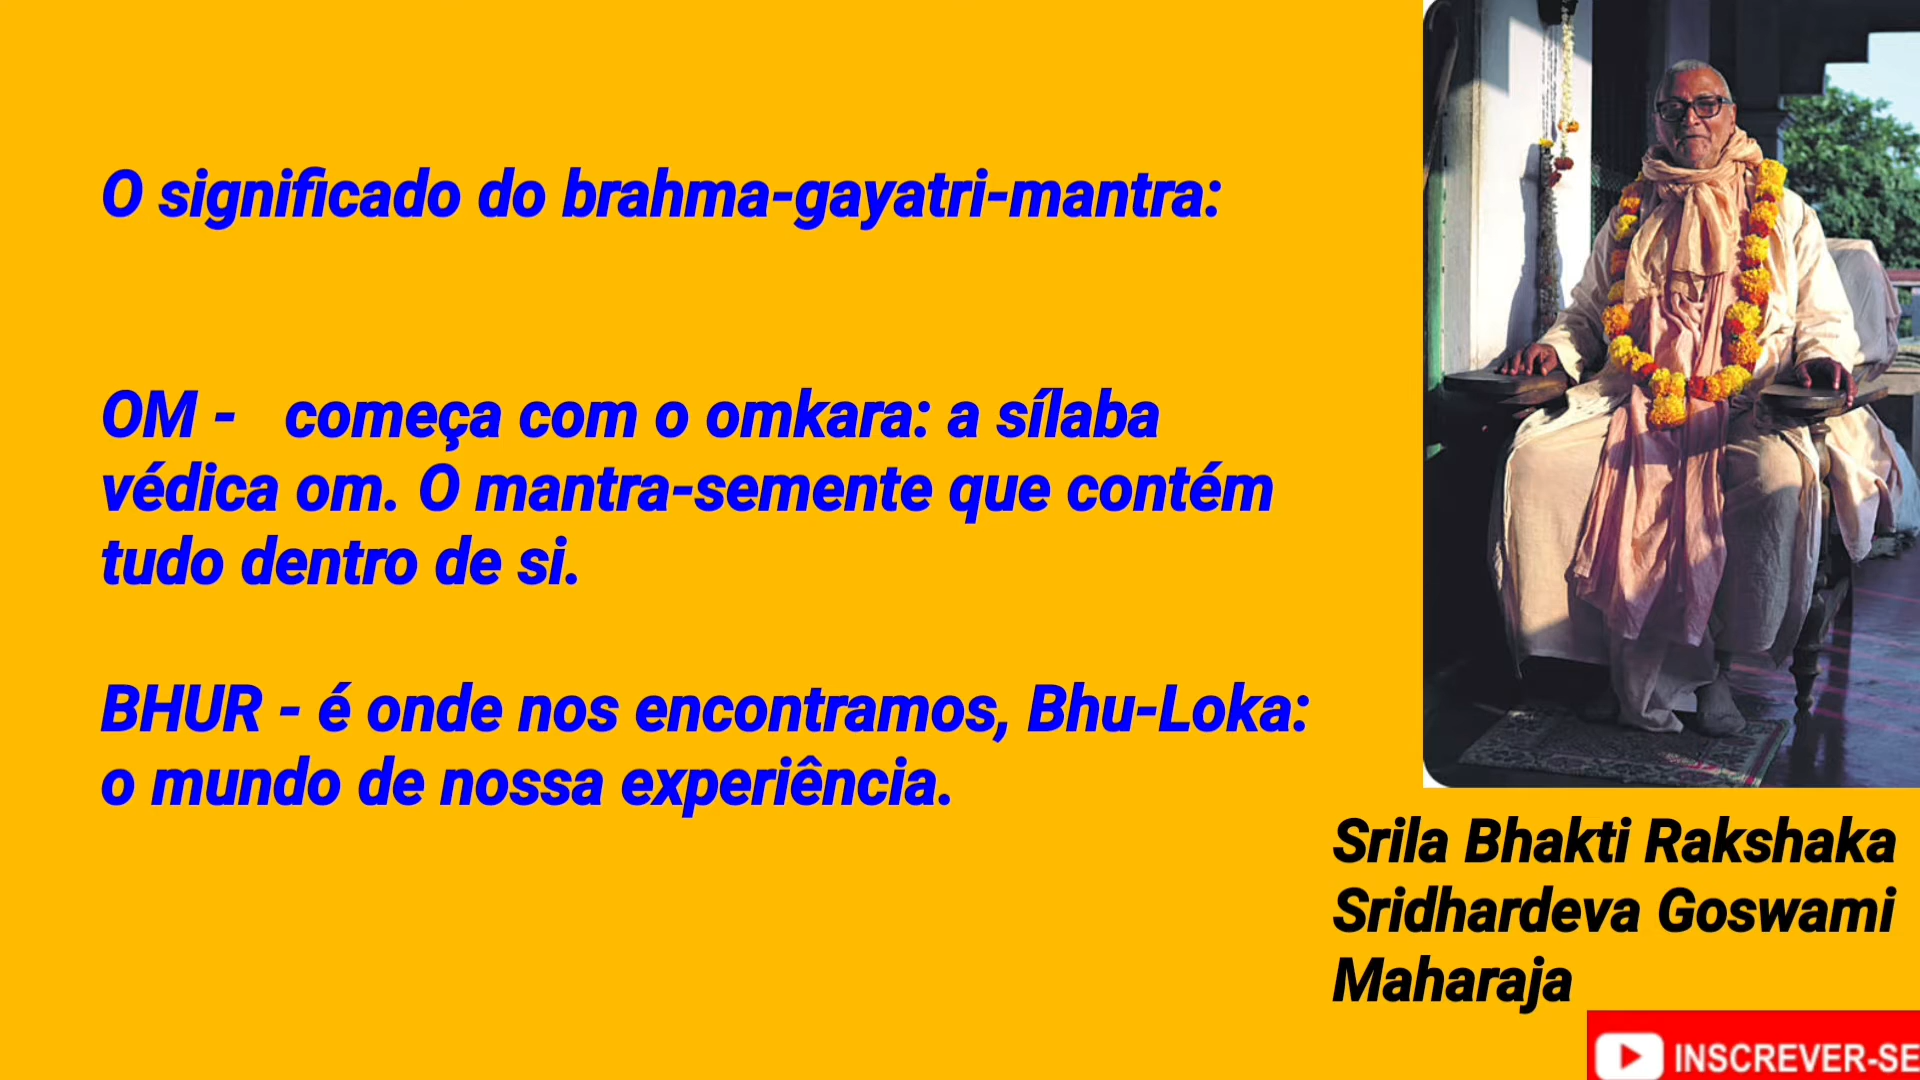 O significado do brahma-gayatri-mantra:
OM -   começa com o omkara: a sílaba
védica om. O mantra-semente que contém
tudo dentro de si.
BHUR - é onde nos encontramos, Bhu-Loka:
o mundo de nossa experiência.
Srila Bhakti Rakshaka
Sridhardeva Goswami
Maharaja
INSCREVER-SE